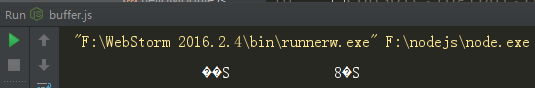 Run buffer.js
"F:\WebStorm 2016.2.4\bin\runnerw.exe" F:\nodejs\node.exe
��S 8�S